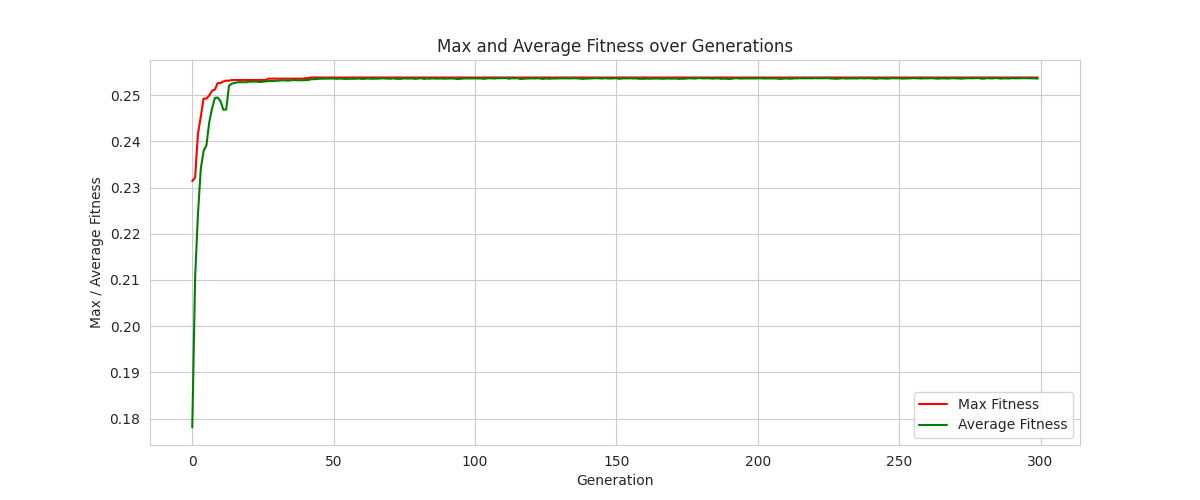 Max and Average Fitness over Generations
Max / Average Fitness
0.25
0.24
0.23
0.22
0.21
0.20
0.19
0.18
0 50 100 150 200 250 300
Generation
Max Fitness
Average Fitness